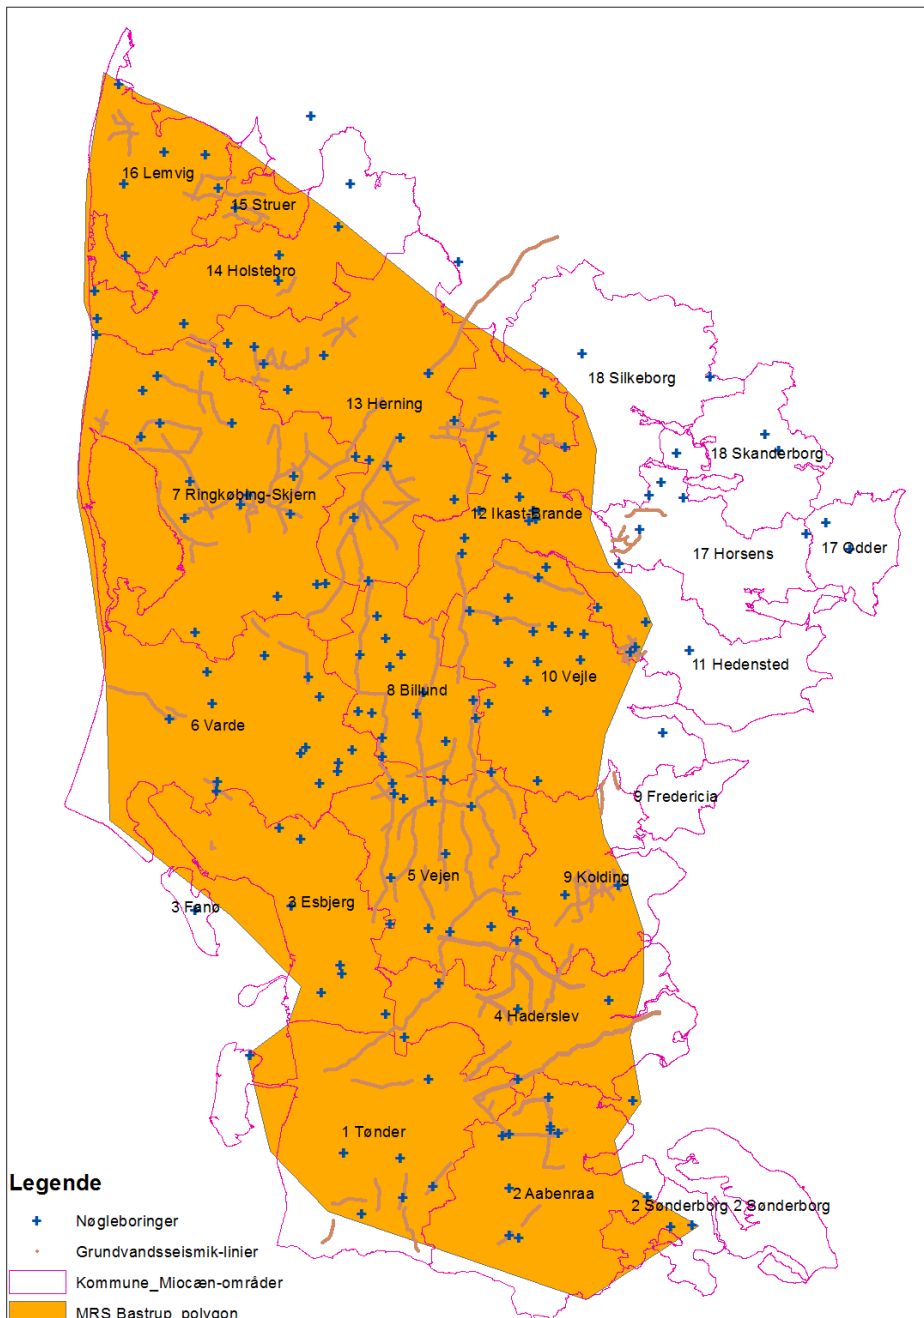 16 Lemvig
15 Struer
14 Holstebro
18 Silkeborg
13 Herning
18 Skanderborg
7 Ringkøbing-Skjern
12 Ikast-Brande
17 Horsens
17 Odder
11 Hedensted
10 Vejle
8 Billund
6 Varde
9 Fredericia
5 Vejen
9 Kolding
3 Esbjerg
3 Fanø
4 Haderslev
1 Tønder
2 Aabenraa
2 Sønderborg
2 Sønderborg
Legende
Nøgleboringer
Grundvandsseismik-linier
Kommune_Miocæn-områder
MRS Bastrup_polygon